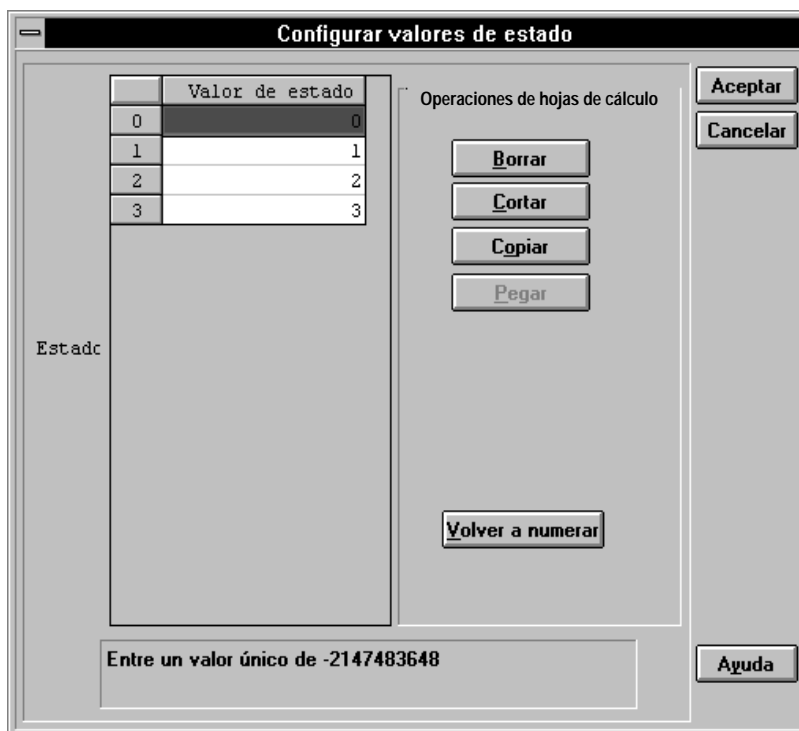 Configurar valores de estado
Valor de estado
0 0
1 1
2 2
3 3
Estado
Operaciones de hojas de cálculo
Borrar
Cortar
Copiar
Pegar
Volver a numerar
Aceptar
Cancelar
Ayuda
Entre un valor único de -2147483648